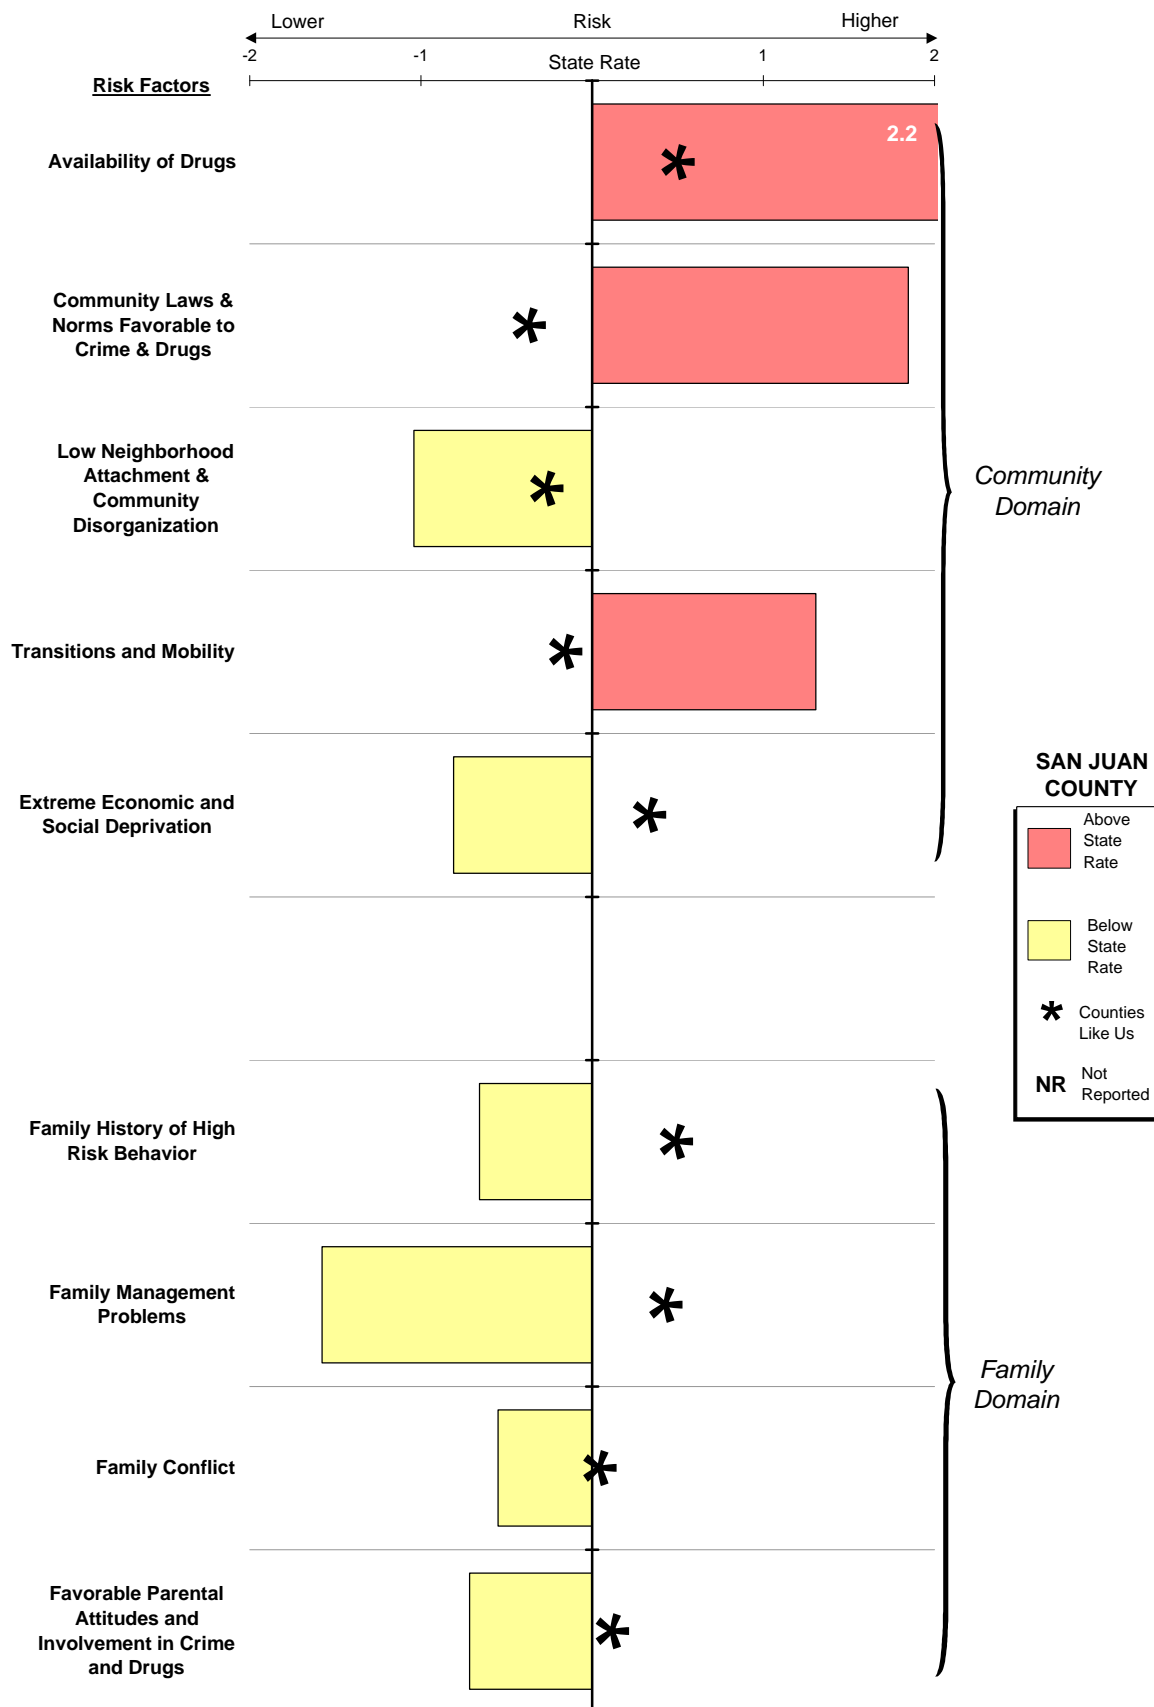 Lower Risk Higher
-2 -1 State Rate 1 2
Risk Factors
2.2
Availability of Drugs
Community Laws &
Norms Favorable to
Crime & Drugs
Low Neighborhood
Attachment &
Community
Disorganization
Community
Domain
Transitions and Mobility
Extreme Economic and
Social Deprivation
SAN JUAN
COUNTY
Above
State
Rate
Below
State
Rate
* Counties
Like Us
NR Not
Reported
Family History of High
Risk Behavior
Family Management
Problems
Family
Domain
Family Conflict
Favorable Parental
Attitudes and
Involvement in Crime
and Drugs